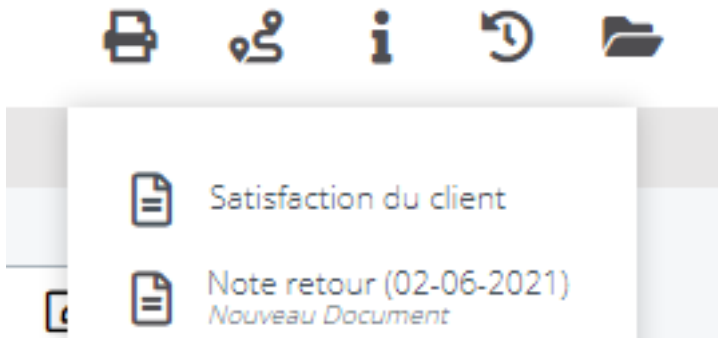 Satisfaction du client
Note retour (02-06-2021)
Nouveau Document